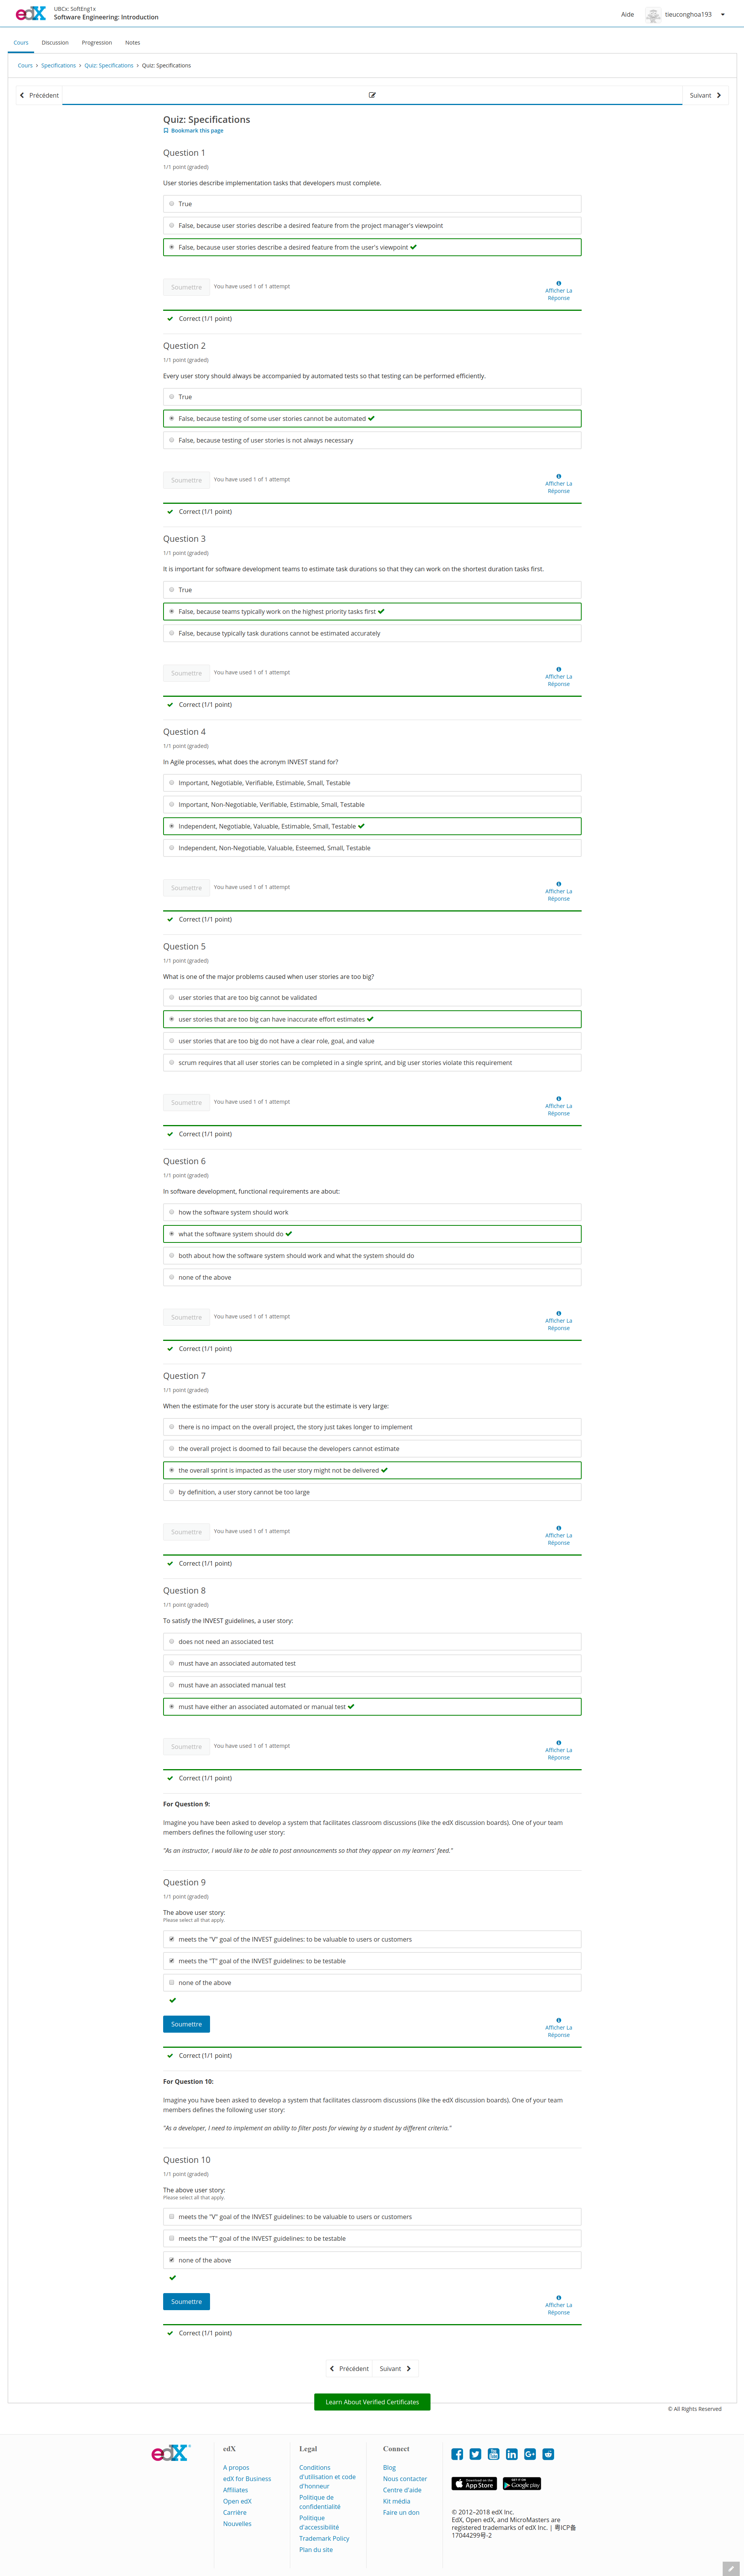 edX
UBCx: SoftEng1x
Software Engineering: Introduction
Aide
tieuconghoa193
Cours Discussion Progression Notes
Cours > Specifications > Quiz: Specifications > Quiz: Specifications
Précédent
Suivant
Quiz: Specifications
Bookmark this page
Question 1
1/1 point (graded)
User stories describe implementation tasks that developers must complete.
True
False, because user stories describe a desired feature from the project manager's viewpoint
False, because user stories describe a desired feature from the user's viewpoint
Soumettre
You have used 1 of 1 attempt
Afficher La
Réponse
Correct (1/1 point)
Question 2
1/1 point (graded)
Every user story should always be accompanied by automated tests so that testing can be performed efficiently.
True
False, because testing of some user stories cannot be automated
False, because testing of user stories is not always necessary
Soumettre
You have used 1 of 1 attempt
Afficher La
Réponse
Correct (1/1 point)
Question 3
1/1 point (graded)
It is important for software development teams to estimate task durations so that they can work on the shortest duration tasks first.
True
False, because teams typically work on the highest priority tasks first
False, because typically task durations cannot be estimated accurately
Soumettre
You have used 1 of 1 attempt
Afficher La
Réponse
Correct (1/1 point)
Question 4
1/1 point (graded)
In Agile processes, what does the acronym INVEST stand for?
Important, Negotiable, Verifiable, Estimable, Small, Testable
Important, Non-Negotiable, Verifiable, Estimable, Small, Testable
Independent, Negotiable, Valuable, Estimable, Small, Testable
Independent, Non-Negotiable, Valuable, Esteemed, Small, Testable
Soumettre
You have used 1 of 1 attempt
Afficher La
Réponse
Correct (1/1 point)
Question 5
1/1 point (graded)
What is one of the major problems caused when user stories are too big?
user stories that are too big cannot be validated
user stories that are too big can have inaccurate effort estimates
user stories that are too big do not have a clear role, goal, and value
scrum requires that all user stories can be completed in a single sprint, and big user stories violate this requirement
Soumettre
You have used 1 of 1 attempt
Afficher La
Réponse
Correct (1/1 point)
Question 6
1/1 point (graded)
In software development, functional requirements are about:
how the software system should work
what the software system should do
both about how the software system should work and what the system should do
none of the above
Soumettre
You have used 1 of 1 attempt
Afficher La
Réponse
Correct (1/1 point)
Question 7
1/1 point (graded)
When the estimate for the user story is accurate but the estimate is very large:
there is no impact on the overall project, the story just takes longer to implement
the overall project is doomed to fail because the developers cannot estimate
the overall sprint is impacted as the user story might not be delivered
by definition, a user story cannot be too large
Soumettre
You have used 1 of 1 attempt
Afficher La
Réponse
Correct (1/1 point)
Question 8
1/1 point (graded)
To satisfy the INVEST guidelines, a user story:
does not need an associated test
must have an associated automated test
must have an associated manual test
must have either an associated automated or manual test
Soumettre
You have used 1 of 1 attempt
Afficher La
Réponse
Correct (1/1 point)
For Question 9:
Imagine you have been asked to develop a system that facilitates classroom discussions (like the edX discussion boards). One of your team
members defines the following user story:
"As an instructor, I would like to be able to post announcements so that they appear on my learners' feed."
Question 9
1/1 point (graded)
The above user story:
Please select all that apply.
meets the "V" goal of the INVEST guidelines: to be valuable to users or customers
meets the "T" goal of the INVEST guidelines: to be testable
none of the above
Soumettre
Afficher La
Réponse
Correct (1/1 point)
For Question 10:
Imagine you have been asked to develop a system that facilitates classroom discussions (like the edX discussion boards). One of your team
members defines the following user story:
"As a developer, I need to implement an ability to filter posts for viewing by a student by different criteria."
Question 10
1/1 point (graded)
The above user story:
Please select all that apply.
meets the "V" goal of the INVEST guidelines: to be valuable to users or customers
meets the "T" goal of the INVEST guidelines: to be testable
none of the above
Soumettre
Afficher La
Réponse
Correct (1/1 point)
Précédent Suivant
Learn About Verified Certificates
© All Rights Reserved
edX
edX
A propos
edX for Business
Affiliates
Open edX
Carrière
Nouvelles
Legal
Conditions
d'utilisation et code
d'honneur
Politique de
confidentialité
Politique
d'accessibilité
Trademark Policy
Plan du site
Connect
Blog
Nous contacter
Centre d'aide
Kit média
Faire un don
Download on the App Store
GET IT ON Google play
© 2012–2018 edX Inc.
EdX, Open edX, and MicroMasters are
registered trademarks of edX Inc. | 粤ICP备
17044299号-2